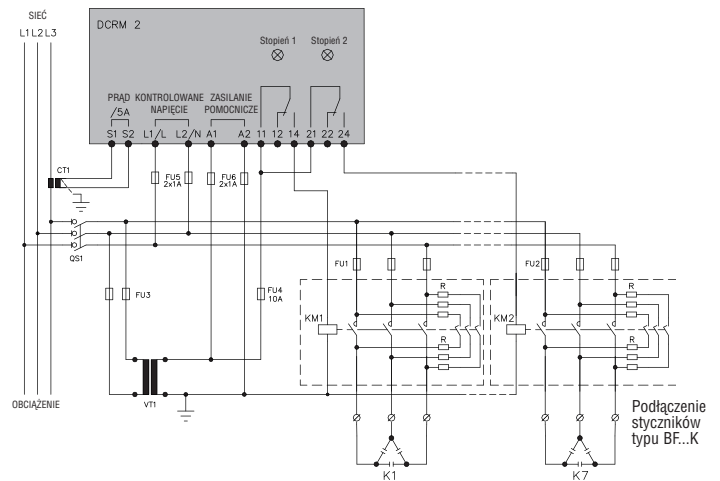 SIEĆ
L1 L2 L3
DCRM 2
Stopień 1
Stopień 2
PRĄD
/5A
KONTROLOWANE
NAPIĘCIE
ZASILANIE
POMOCNICZE
S1 S2 L1/L L2/N A1 A2 11 12 14 21 22 24
CT1
FU5
2x1A
FU6
2x1A
QS1
FU3
FU4
10A
FU1
FU2
R
R
KM1
KM2
R
R
VT1
OBCIĄŻENIE
K1
K7
Podłączenie
styczników
typu BF...K